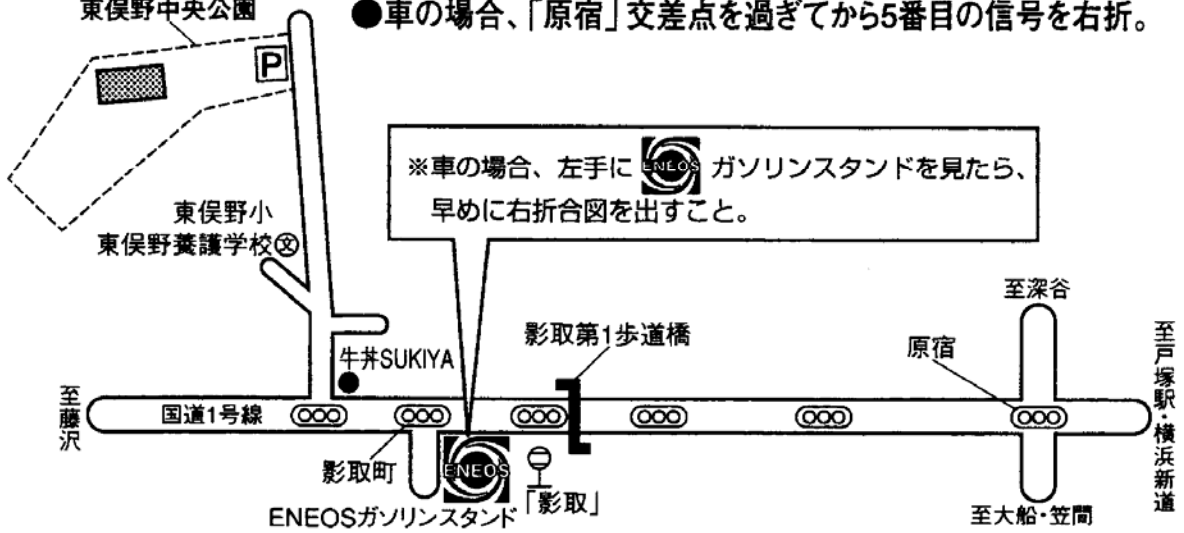 東俣野中央公園
●車の場合、「原宿」交差点を過ぎてから5番目の信号を右折。
P
※車の場合、左手に ENEOS ガソリンスタンドを見たら、
早めに右折合図を出すこと。
東俣野小
東俣野養護学校文
至深谷
影取第1歩道橋
原宿
牛丼SUKIYA
至藤沢
国道1号線
至戸塚駅・横浜新道
影取町
ENEOS
「影取」
ENEOSガソリンスタンド
至大船・笠間